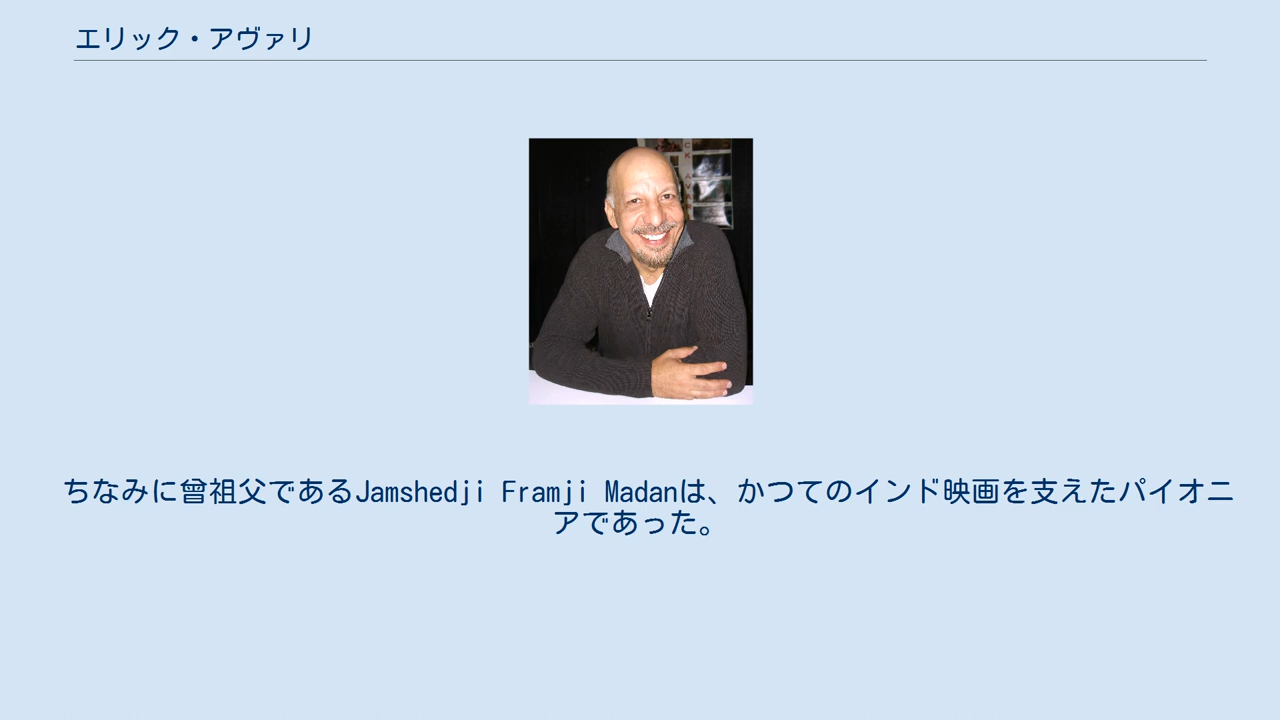 エリック・アヴァリ
ちなみに曾祖父であるJamshedji Framji Madanは、かつてのインド映画を支えたパイオニ
アであった。